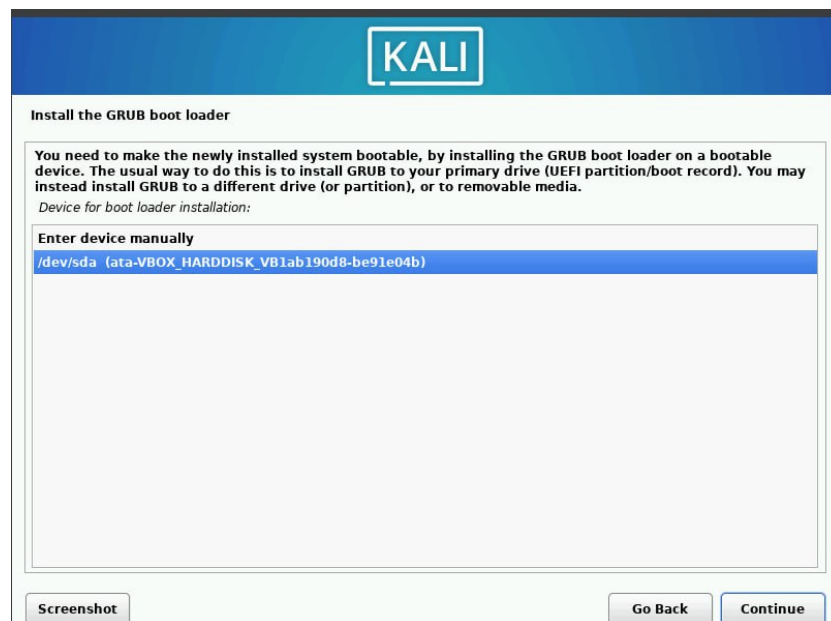 KALI
Install the GRUB boot loader
You need to make the newly installed system bootable, by installing the GRUB boot loader on a bootable
device. The usual way to do this is to install GRUB to your primary drive (UEFI partition/boot record). You may
instead install GRUB to a different drive (or partition), or to removable media.
Device for boot loader installation:
Enter device manually
/dev/sda (ata-VBOX_HARDDISK_VB1ab190d8-be91e04b)
Screenshot
Go Back
Continue